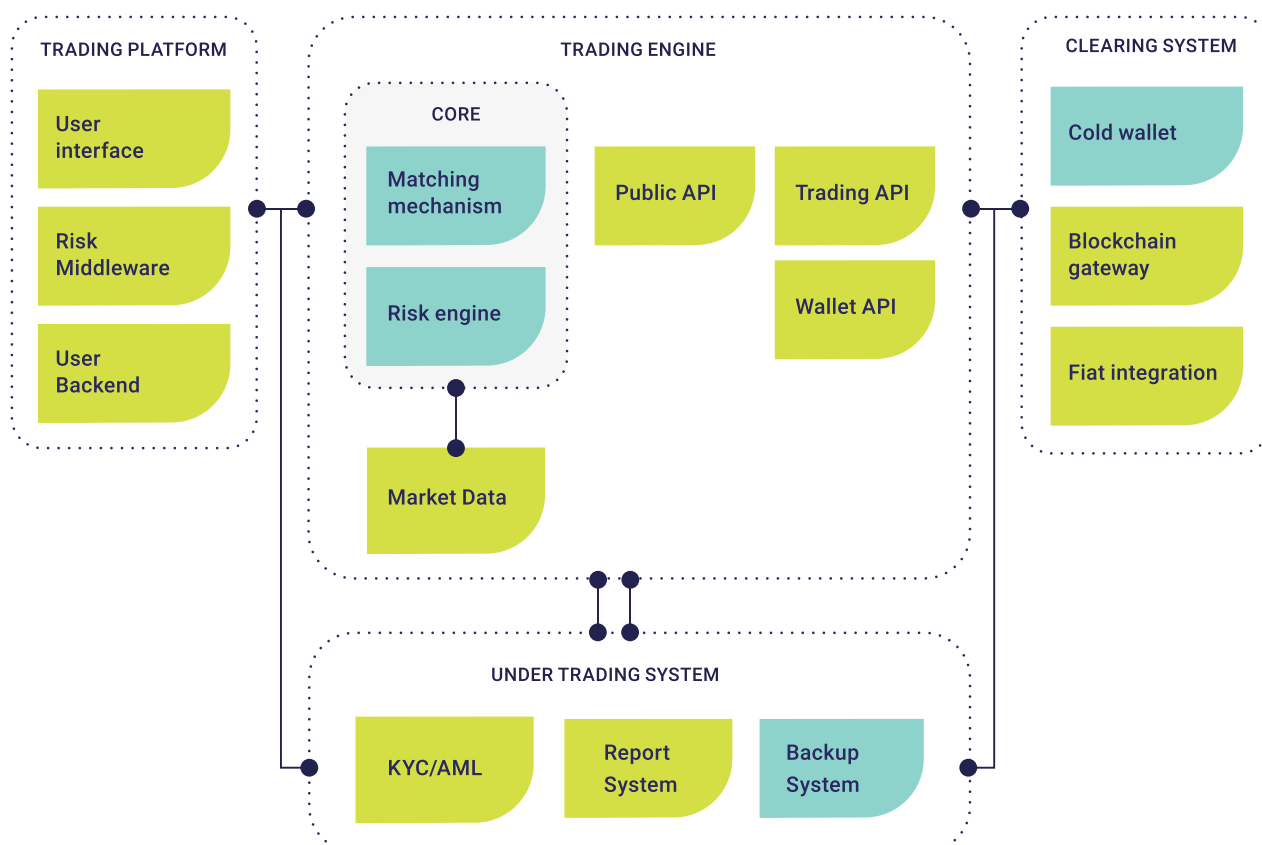 TRADING PLATFORM
User
interface
Risk
Middleware
User
Backend
TRADING ENGINE
CORE
Matching
mechanism
Risk engine
Market Data
Public API
Trading API
Wallet API
CLEARING SYSTEM
Cold wallet
Blockchain
gateway
Fiat integration
UNDER TRADING SYSTEM
KYC/AML
Report
System
Backup
System